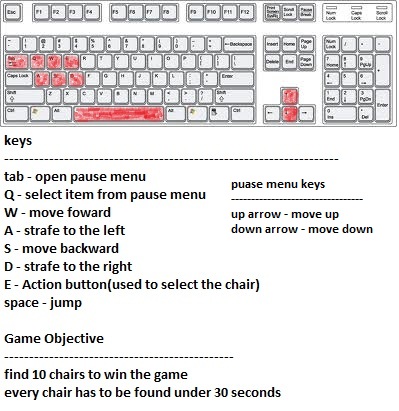 Esc F1 F2 F3 F4 F5 F6 F7 F8 F9 F10 F11 F12
Print Screen SysRq Scroll Lock Pause Break
Num Lock Caps Lock Scroll Lock
←Backspace Insert Home Page Up Num Lock / * -
Tab Q W E R T Y U I O P Delete End Page Down 7 Home 8 ↑ 9 PgUp +
Caps Lock A S D F G H J K L Enter 4 ← 5 6 →
Shift Z X C V B N M Shift 1 End 2 ↓ 3 PgDn Enter
Ctrl Alt Alt Ctrl ← → 0 Ins . Del
keys
--------------------------------------------------------------------
tab - open pause menu
Q - select item from pause menu
W - move foward
A - strafe to the left
S - move backward
D - strafe to the right
E - Action button(used to select the chair)
space - jump
puase menu keys
---------------------------------
up arrow - move up
down arrow - move down
Game Objective
----------------------------------------------
find 10 chairs to win the game
every chair has to be found under 30 seconds